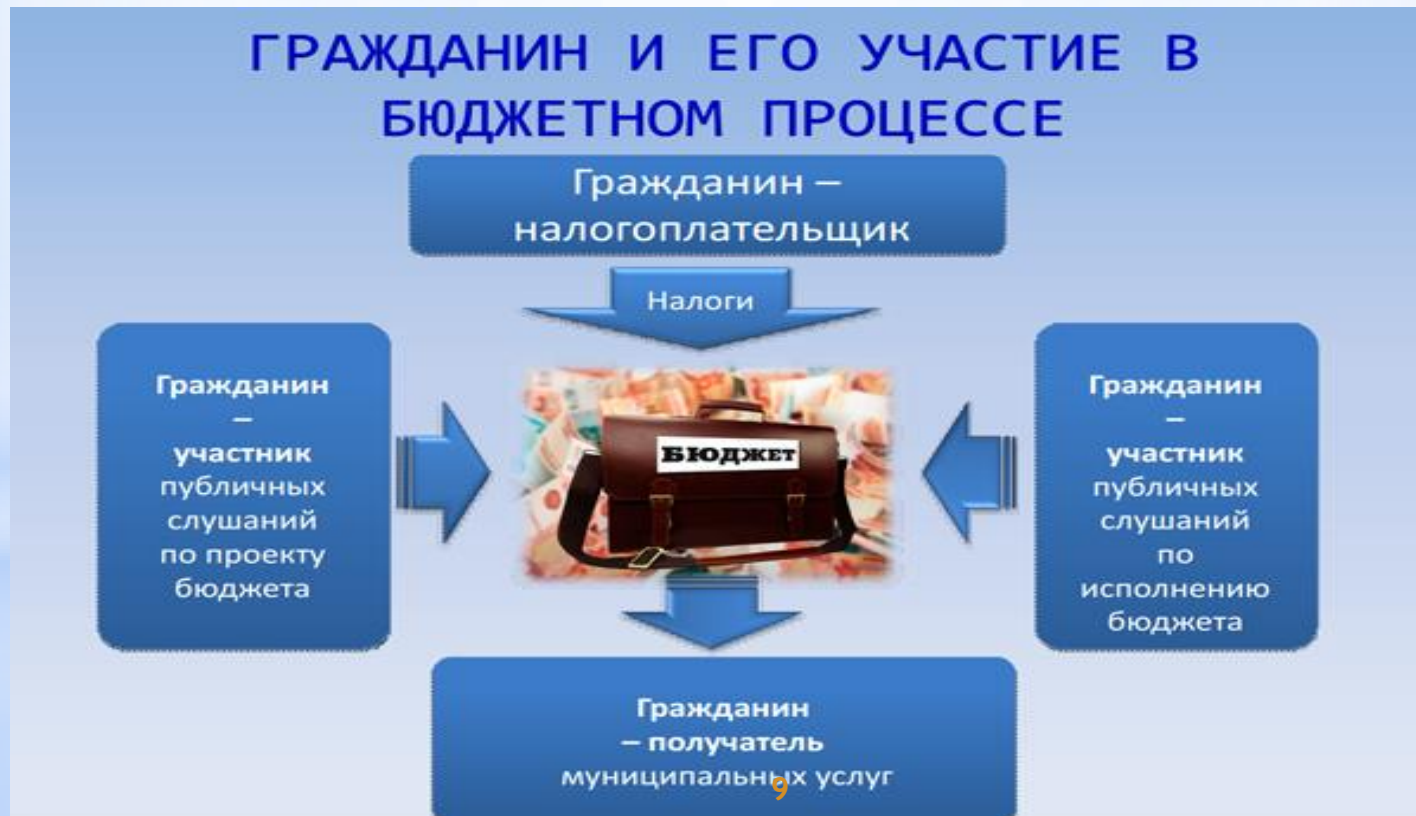 ГРАЖДАНИН И ЕГО УЧАСТИЕ В
БЮДЖЕТНОМ ПРОЦЕССЕ
Гражданин –
налогоплательщик
Налоги
Гражданин
–
участник
публичных
слушаний
по проекту
бюджета
БЮДЖЕТ
Гражданин
–
участник
публичных
слушаний
по
исполнению
бюджета
Гражданин
– получатель
муниципальных услуг
9